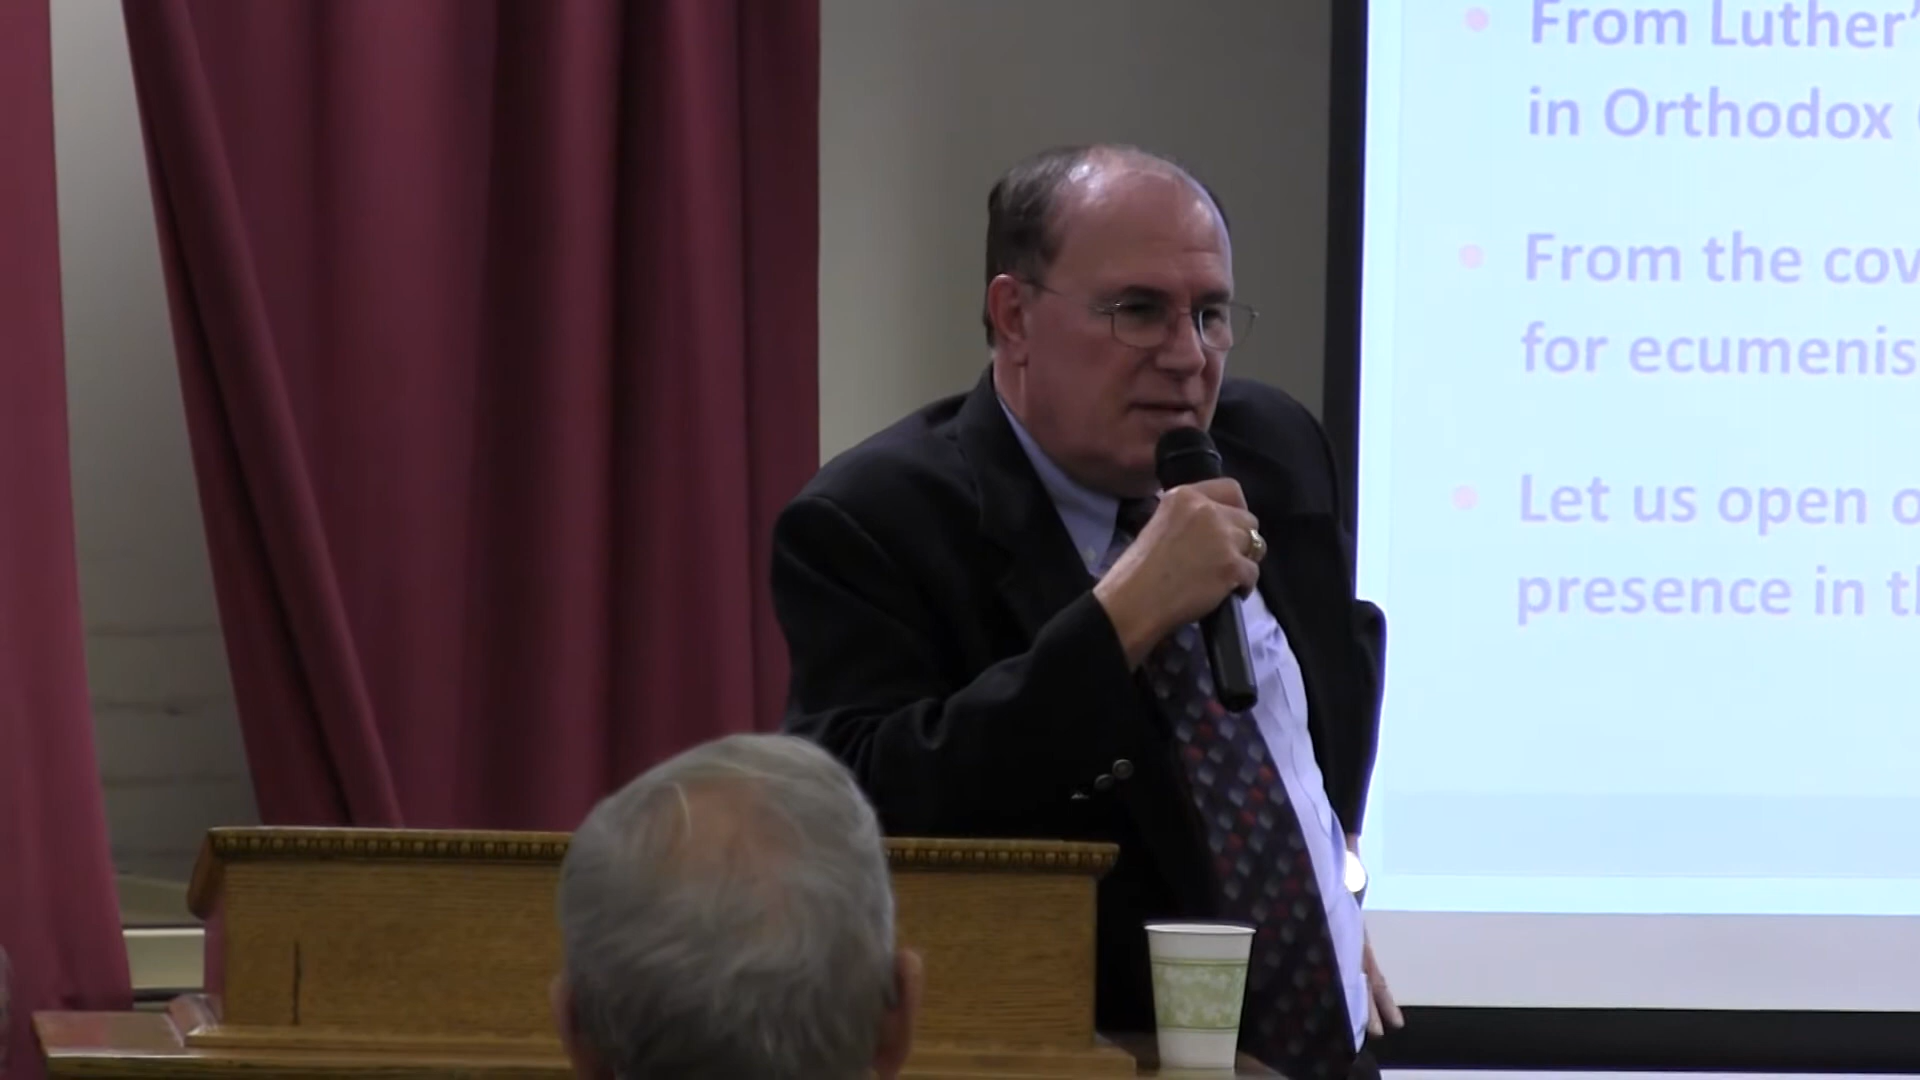 From Luther’
in Orthodox
From the cov
for ecumenis
Let us open o
presence in th